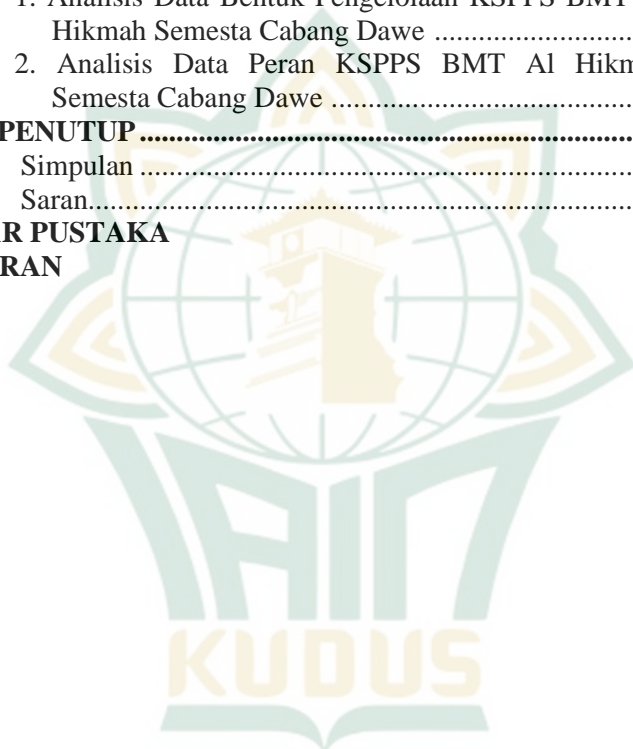 1. Analisis Data Bentuk Pengelolaan KSPPS BMT
Hikmah Semesta Cabang Dawe ................................
2. Analisis Data Peran KSPPS BMT Al Hikm
Semesta Cabang Dawe ..............................................
PENUTUP ...................................................................
Simpulan ....................................................................
Saran..........................................................................
R PUSTAKA
RAN
IAIN
KUDUS